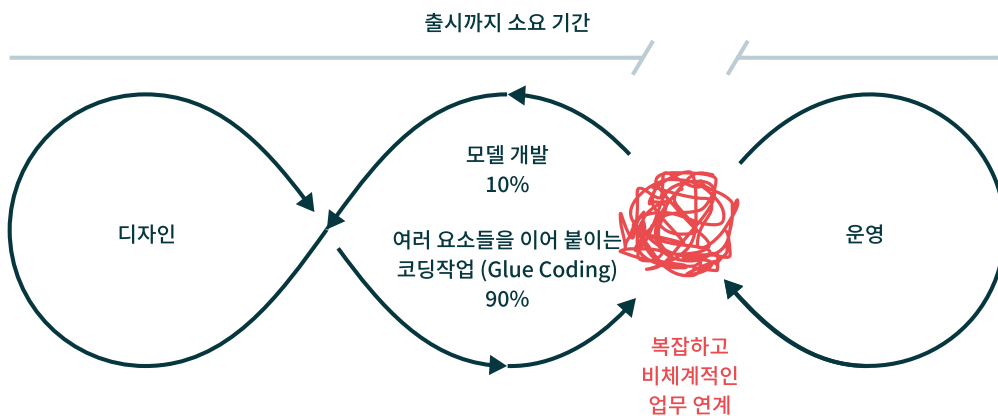 출시까지 소요 기간
모델 개발
10%
디자인
여러 요소들을 이어 붙이는
코딩작업 (Glue Coding)
90%
운영
복잡하고
비체계적인
업무 연계